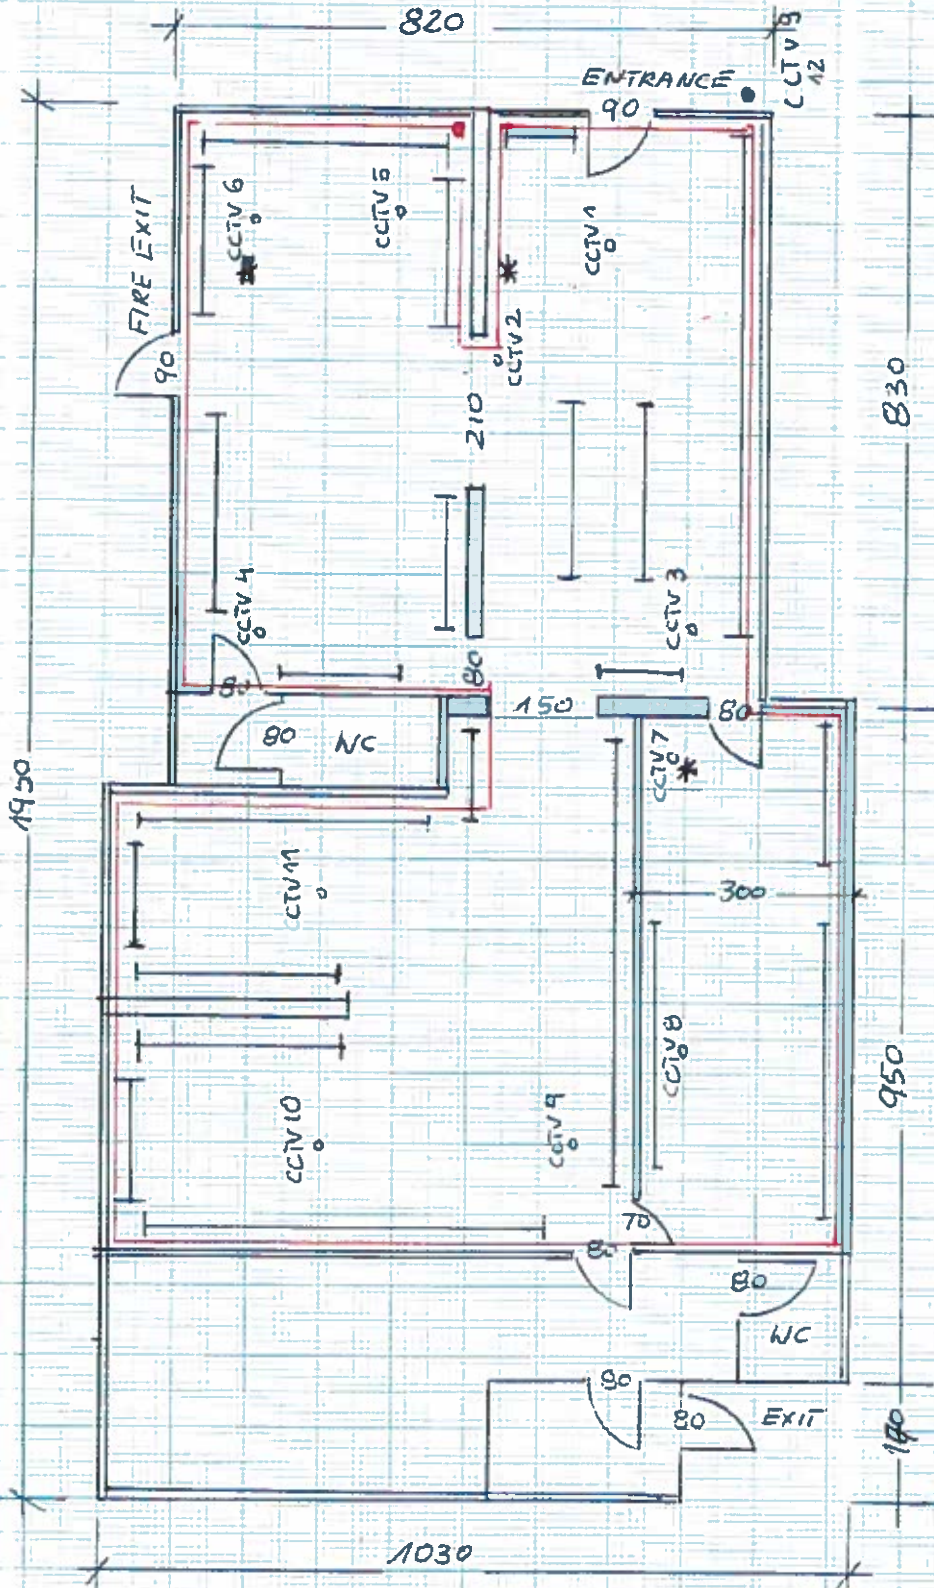 820
CCTV 9
12
ENTRANCE
90
FIRE EXIT
CCTV 6
CCTV 5
CCTV 1
90
CCTV 2
830
210
CCTV 4
CCTV 3
80
80
150
80
80
WC
CCTV 7
1950
CCTV 11
300
CCTV 8
950
CCTV 10
CCTV 9
70
80
80
WC
80
80
EXIT
1030